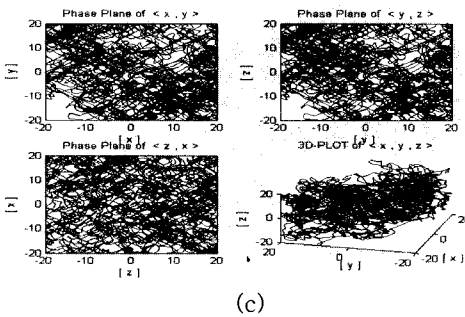 Phase Plane of < x , y >
20
10
[ y ]
0
-10
-20
-20 -10 0 10 20
[ x ]
Phase Plane of < y , z >
20
10
[ z ]
0
-10
-20
-20 -10 0 10 20
[ y ]
Phase Plane of < z , x >
20
10
[ x ]
0
-10
-20
-20 -10 0 10 20
[ z ]
3D-PLOT of < x , y , z >
20
[ z ]
0
-20
20
0
-20
[ y ]
20
0
-20
[ x ]
(c)